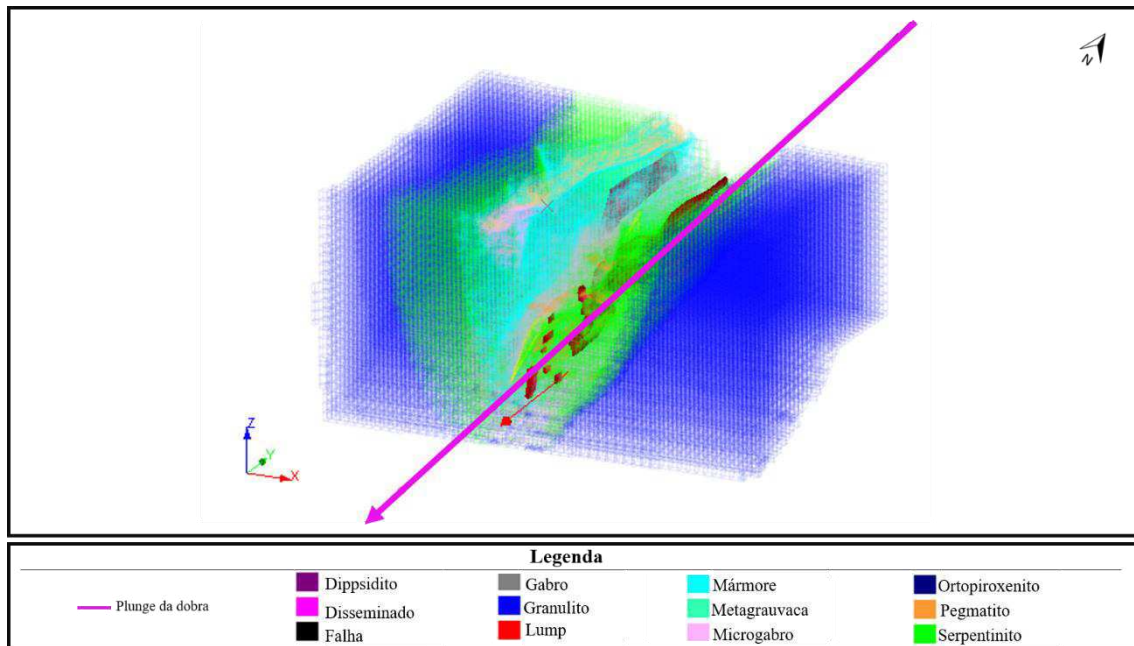 N
Z
Y
X
Legenda
Plunge da dobra
Dippsidito
Gabro
Mármore
Ortopiroxenito
Disseminado
Granulito
Metagrauvaca
Pegmatito
Falha
Lump
Microgabro
Serpentinito